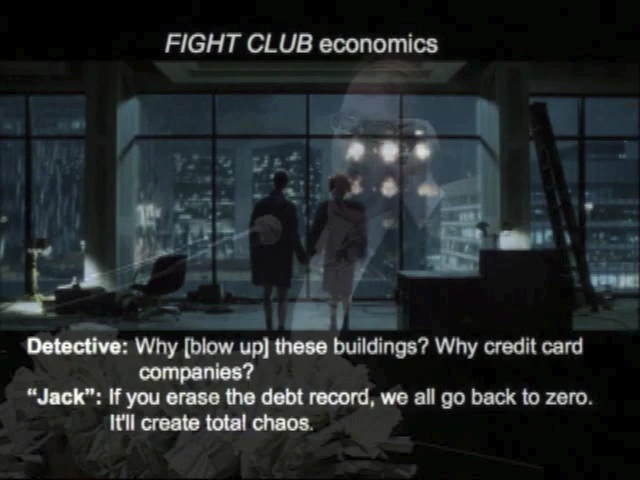 FIGHT CLUB economics
Detective: Why [blow up] these buildings? Why credit card
companies?
“Jack”: If you erase the debt record, we all go back to zero.
It'll create total chaos.